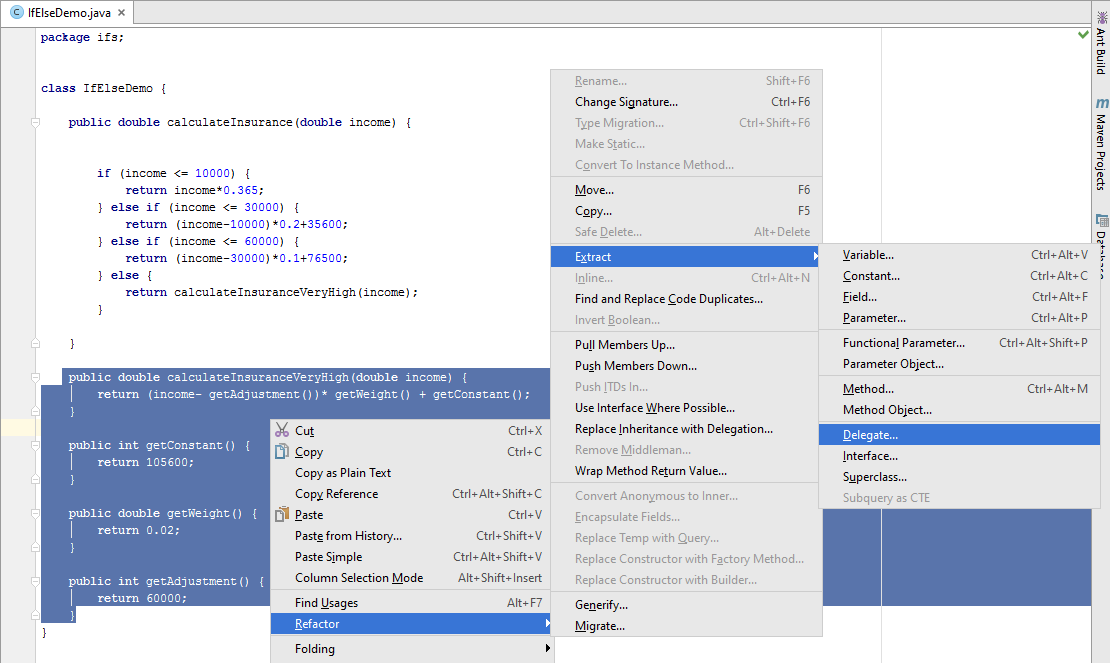 IfElseDemo.java
package ifs;
class IfElseDemo {
public double calculateInsurance(double income) {
if (income <= 10000) {
return income*0.365;
} else if (income <= 30000) {
return (income-10000)*0.2+35600;
} else if (income <= 60000) {
return (income-30000)*0.1+76500;
} else {
return calculateInsuranceVeryHigh(income);
}
}
public double calculateInsuranceVeryHigh(double income) {
return (income- getAdjustment())* getWeight() + getConstant();
}
public int getConstant() {
return 105600;
}
public double getWeight() {
return 0.02;
}
public int getAdjustment() {
return 60000;
}
}
Cut Ctrl+X
Copy Ctrl+C
Copy as Plain Text
Copy Reference Ctrl+Alt+Shift+C
Paste Ctrl+V
Paste from History... Ctrl+Shift+V
Paste Simple Ctrl+Alt+Shift+V
Column Selection Mode Alt+Shift+Insert
Find Usages Alt+F7
Refactor
Folding
Rename... Shift+F6
Change Signature... Ctrl+F6
Type Migration... Ctrl+Shift+F6
Make Static...
Convert To Instance Method...
Move... F6
Copy... F5
Safe Delete... Alt+Delete
Extract
Inline... Ctrl+Alt+N
Find and Replace Code Duplicates...
Invert Boolean...
Pull Members Up...
Push Members Down...
Push ITDs In...
Use Interface Where Possible...
Replace Inheritance with Delegation...
Remove Middleman...
Wrap Method Return Value...
Convert Anonymous to Inner...
Encapsulate Fields...
Replace Temp with Query...
Replace Constructor with Factory Method...
Replace Constructor with Builder...
Generify...
Migrate...
Variable... Ctrl+Alt+V
Constant... Ctrl+Alt+C
Field... Ctrl+Alt+F
Parameter... Ctrl+Alt+P
Functional Parameter... Ctrl+Alt+Shift+P
Parameter Object...
Method... Ctrl+Alt+M
Method Object...
Delegate...
Interface...
Superclass...
Subquery as CTE
Ant Build
m Maven Projects
Database